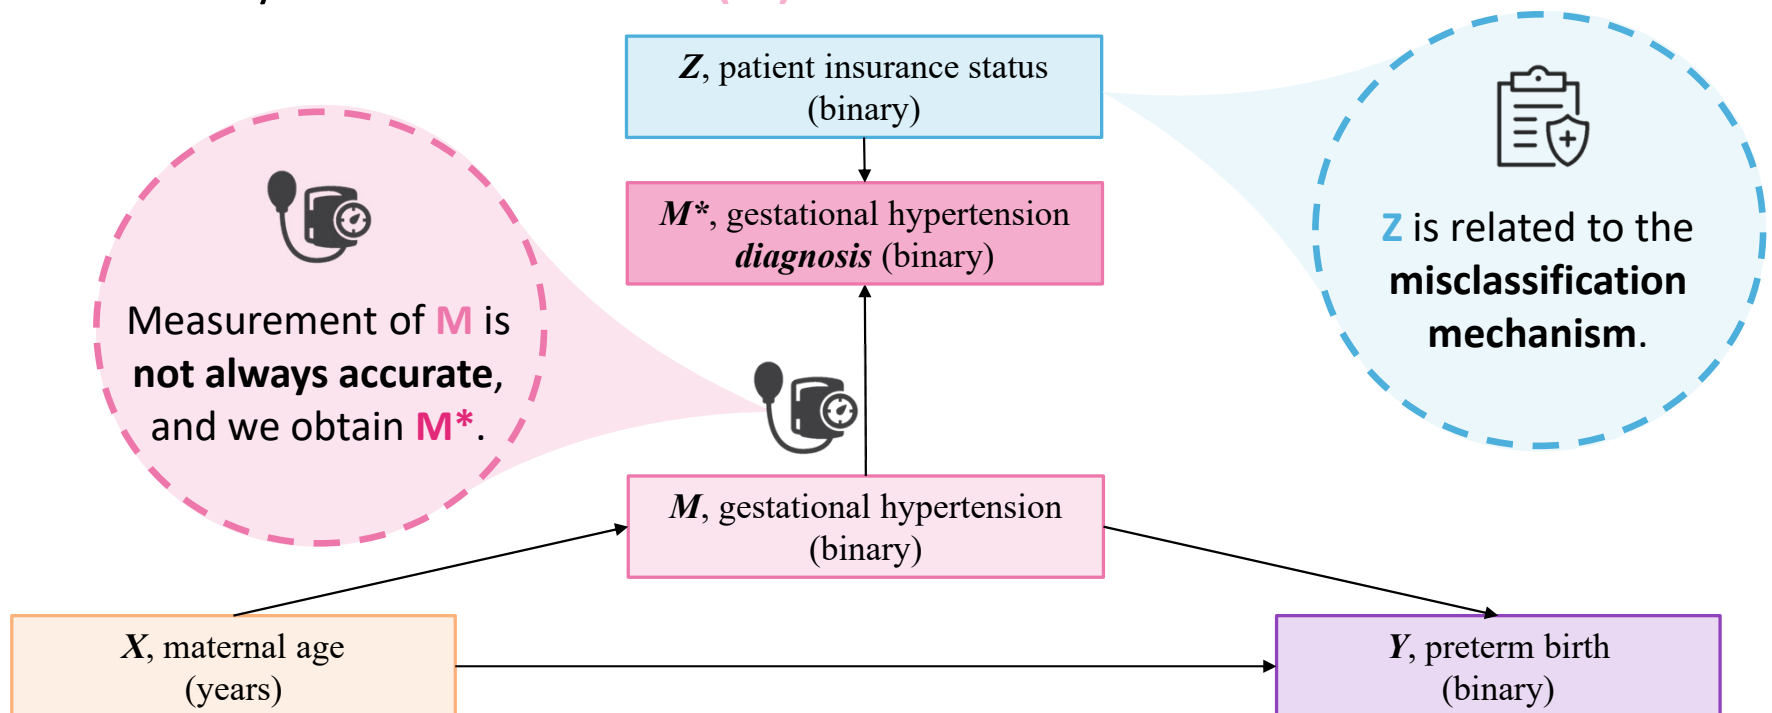 Z, patient insurance status
(binary)
M*, gestational hypertension
diagnosis (binary)
Measurement of M is
not always accurate,
and we obtain M*.
Z is related to the
misclassification
mechanism.
M, gestational hypertension
(binary)
X, maternal age
(years)
Y, preterm birth
(binary)